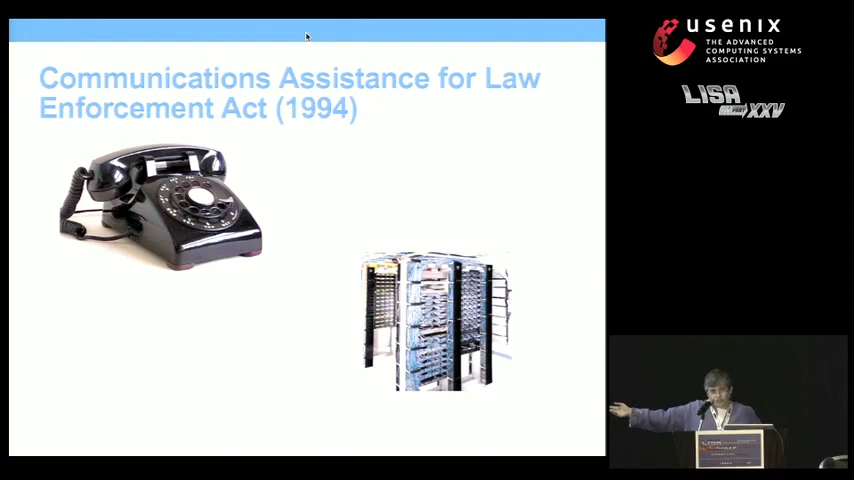 Communications Assistance for Law
Enforcement Act (1994)
usenix
THE ADVANCED
COMPUTING SYSTEMS
ASSOCIATION
LISA
XXV